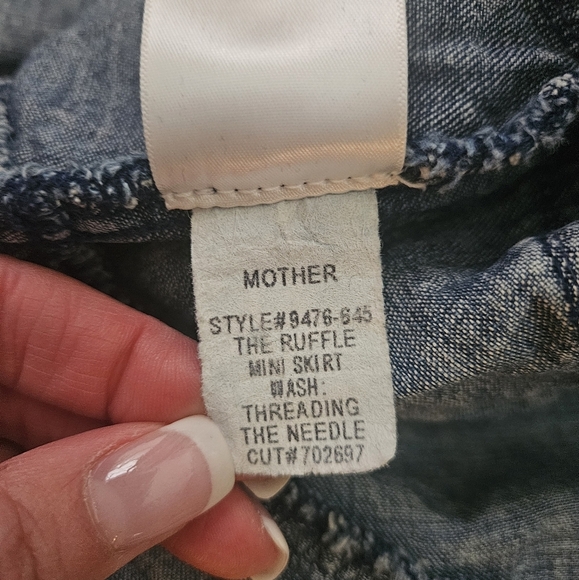 MOTHER
STYLE#9476-645
THE RUFFLE
MINI SKIRT
WASH:
THREADING
THE NEEDLE
CUT#702697